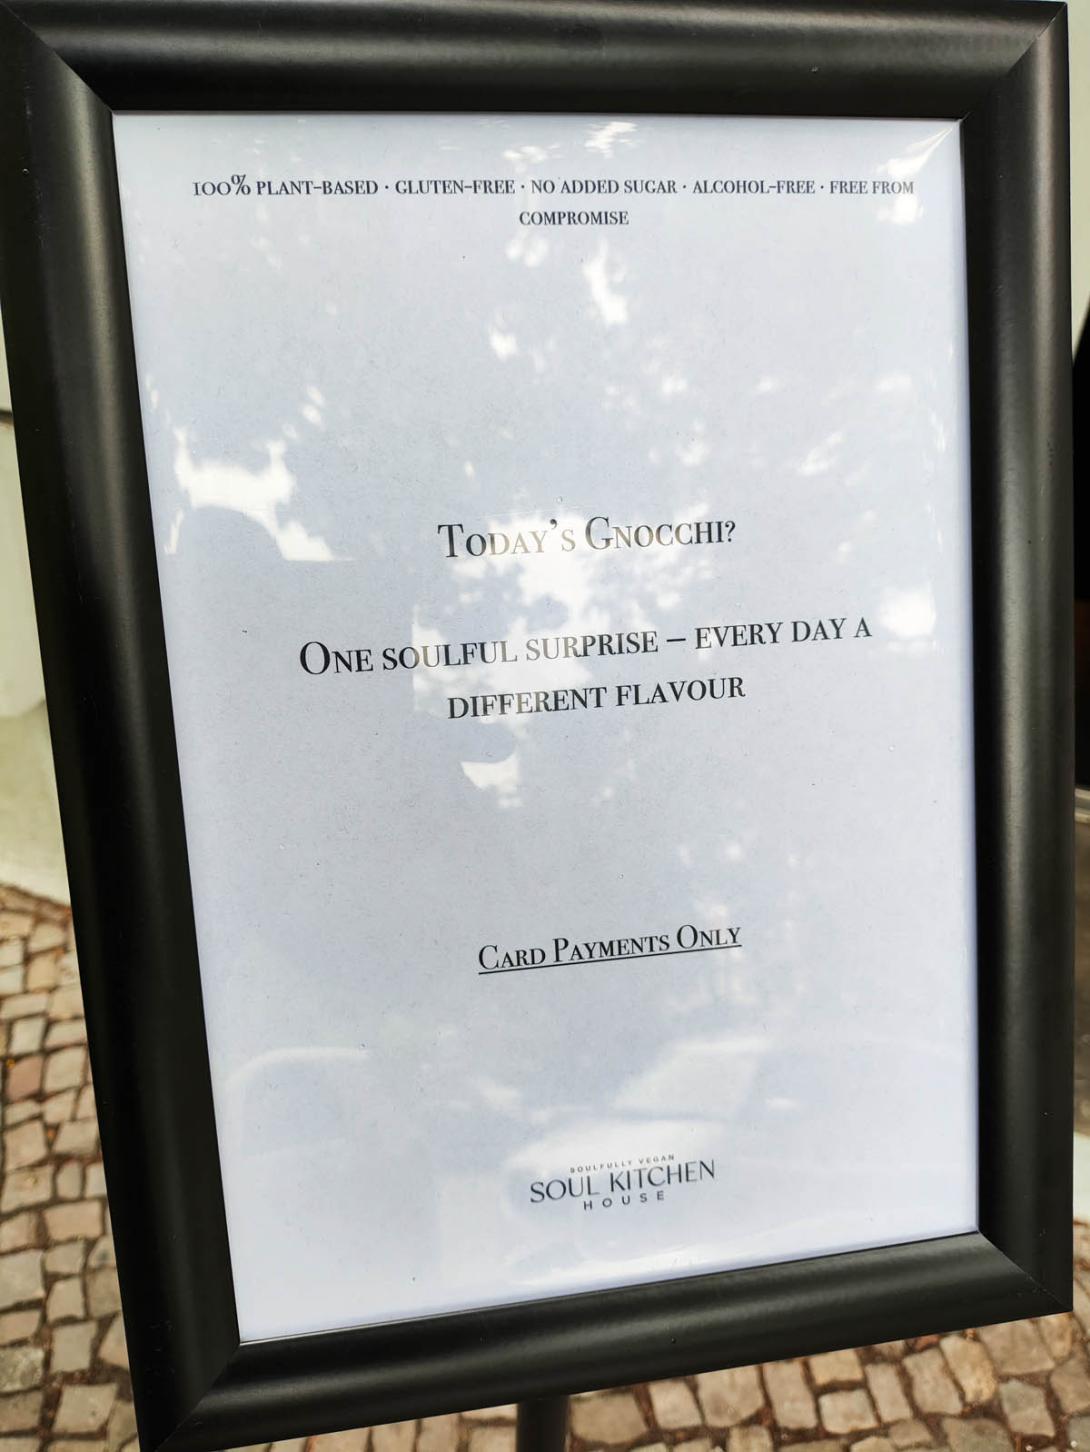 100% PLANT-BASED · GLUTEN-FREE · NO ADDED SUGAR · ALCOHOL-FREE · FREE FROM
COMPROMISE
TODAY'S GNOCCHI?
ONE SOULFUL SURPRISE – EVERY DAY A
DIFFERENT FLAVOUR
CARD PAYMENTS ONLY
SOULFULLY VEGAN
SOUL KITCHEN
HOUSE